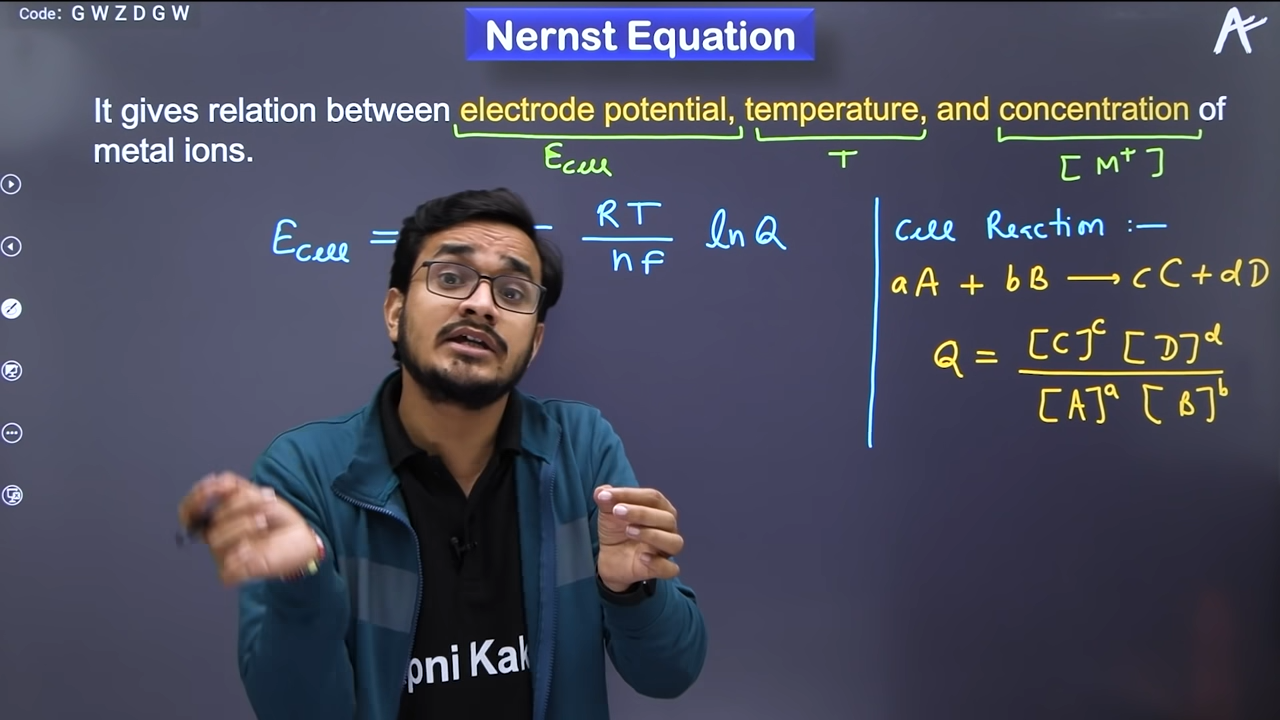 Code: G W Z D G W
Nernst Equation
It gives relation between electrode potential, temperature, and concentration of
metal ions.
Ecell T [M⁺]
Ecell = − RT/nF ln Q
Cell Reaction :—
aA + bB ⟶ cC + dD
Q = [C]ᶜ [D]ᵈ / [A]ᵃ [B]ᵇ
pni Kak